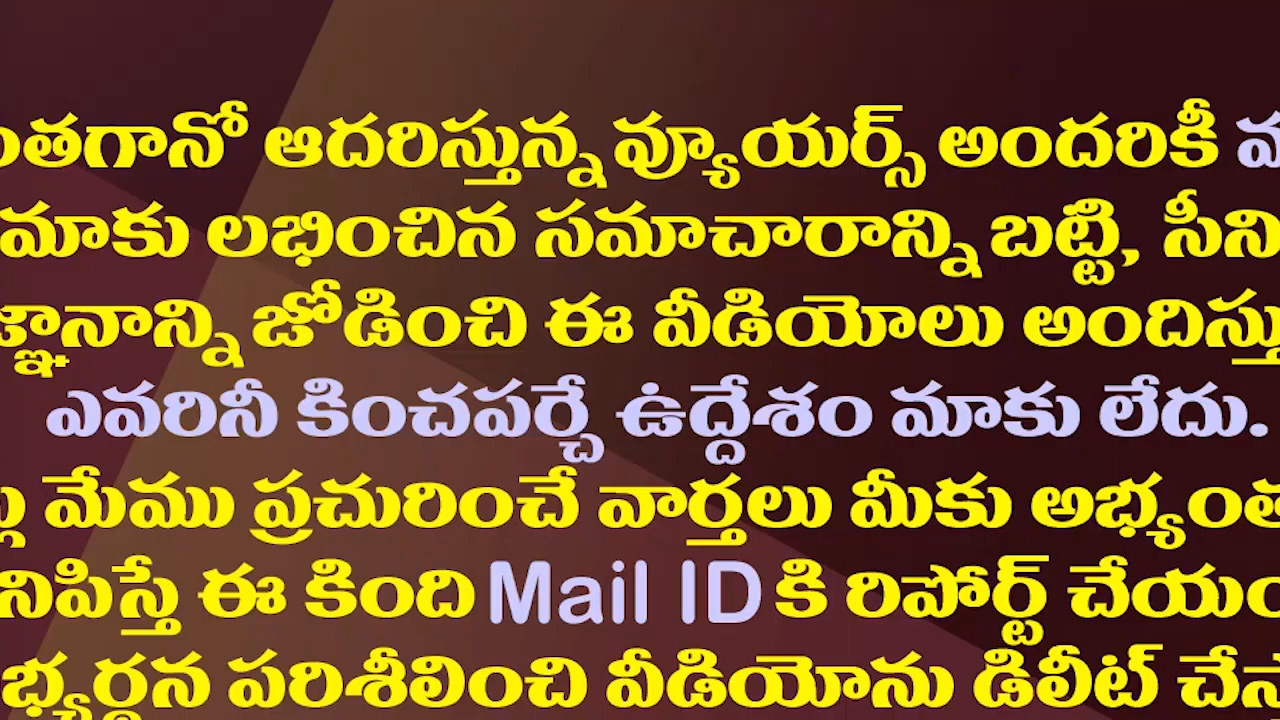 ంతగానో ఆదరిస్తున్న వ్యూయర్స్ అందరికీ
మాకు లభించిన సమాచారాన్ని బట్టి, సీని
జ్ఞానాన్ని జోడించి ఈ వీడియోలు అందిస్తు
ఎవరినీ కించపర్చే ఉద్దేశం మాకు లేదు.
మేము ప్రచురించే వార్తలు మీకు అభ్యంత
నిపిస్తే ఈ కింది Mail ID కి రిపోర్ట్ చేయం
భ్యర్థన పరిశీలించి వీడియోను డిలీట్ చేస